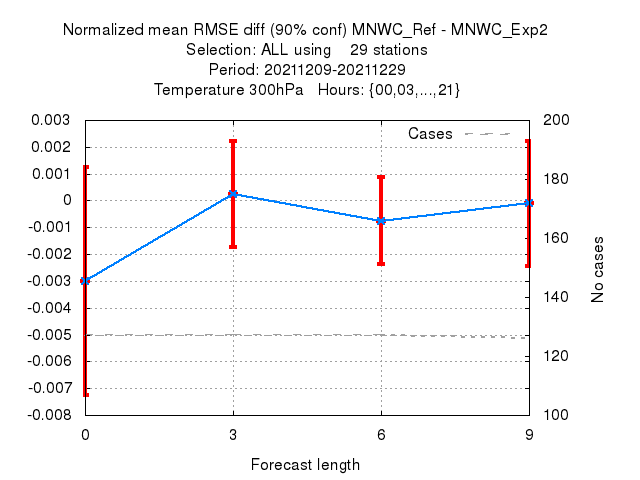 Normalized mean RMSE diff (90% conf) MNWC_Ref - MNWC_Exp2
Selection: ALL using    29 stations
Period: 20211209-20211229
Temperature 300hPa   Hours: {00,03,...,21}
Cases
0.003
0.002
0.001
0
-0.001
-0.002
-0.003
-0.004
-0.005
-0.006
-0.007
-0.008
200
180
160
140
120
100
No cases
0 3 6 9
Forecast length